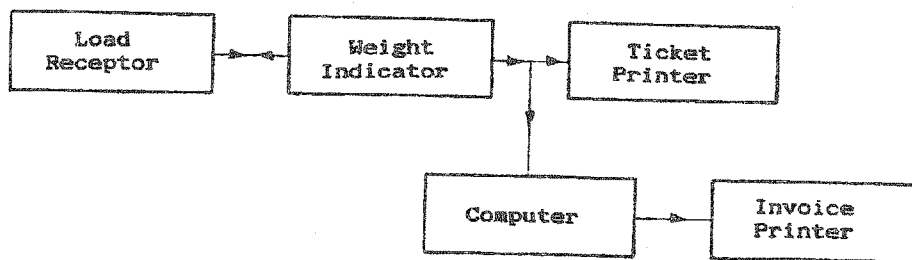 Load
Receptor
Weight
Indicator
Ticket
Printer
Computer
Invoice
Printer